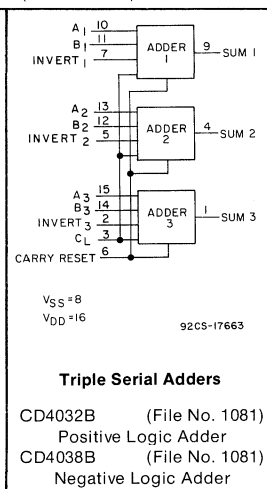 A1 10
B1 11
INVERT1 7
ADDER 1
9 SUM 1
A2 13
B2 12
INVERT2 5
ADDER 2
4 SUM 2
A3 15
B3 14
INVERT3 2
CL 3
CARRY RESET 6
ADDER 3
1 SUM 3
VSS=8
VDD=16
92CS-17663
Triple Serial Adders
CD4032B (File No. 1081)
Positive Logic Adder
CD4038B (File No. 1081)
Negative Logic Adder